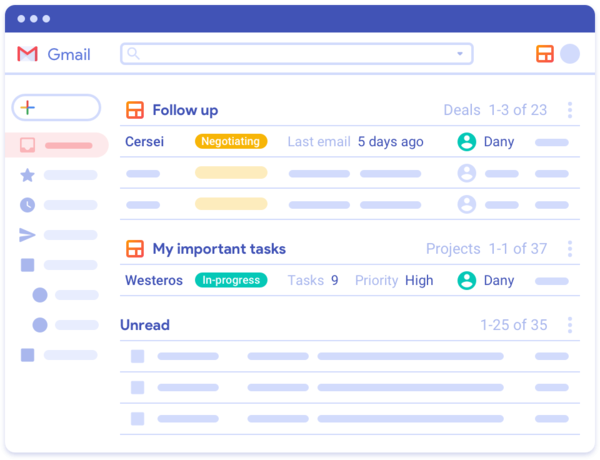 Gmail
Follow up Deals 1-3 of 23
Cersei Negotiating Last email 5 days ago Dany
My important tasks Projects 1-1 of 37
Westeros In-progress Tasks 9 Priority High Dany
Unread 1-25 of 35